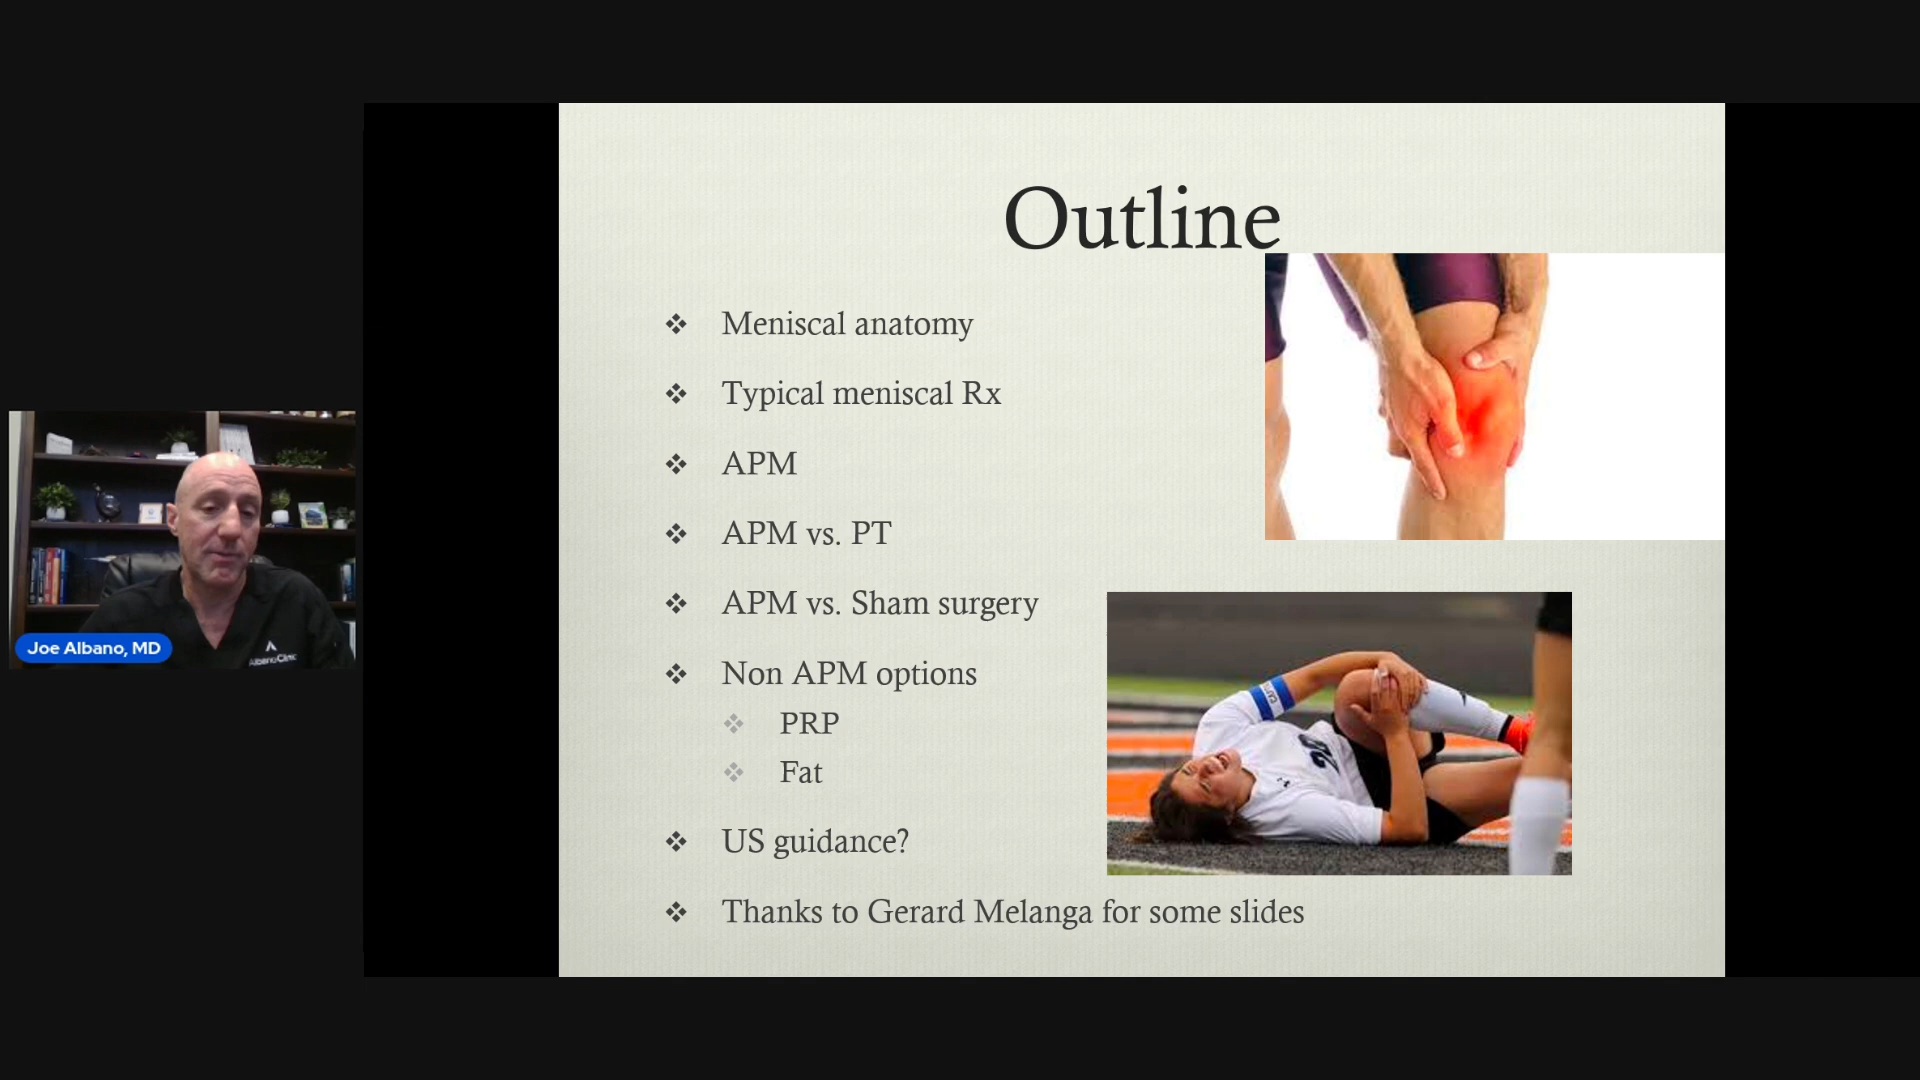 Outline
Meniscal anatomy
Typical meniscal Rx
APM
APM vs. PT
APM vs. Sham surgery
Non APM options
PRP
Fat
US guidance?
Thanks to Gerard Melanga for some slides
Joe Albano, MD
AlbanoClinic